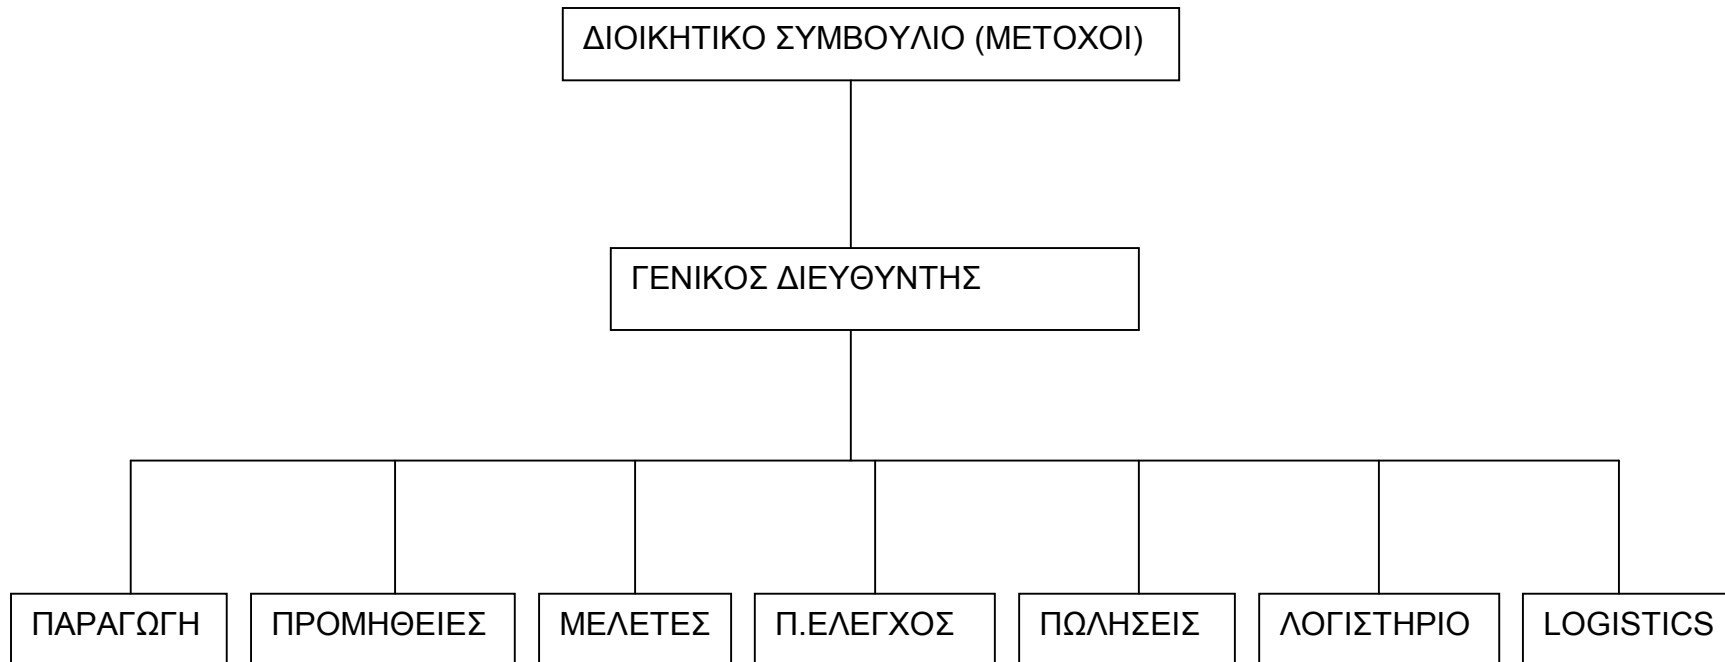 ΔΙΟΙΚΗΤΙΚΟ ΣΥΜΒΟΥΛΙΟ (ΜΕΤΟΧΟΙ)
ΓΕΝΙΚΟΣ ΔΙΕΥΘΥΝΤΗΣ
ΠΑΡΑΓΩΓΗ
ΠΡΟΜΗΘΕΙΕΣ
ΜΕΛΕΤΕΣ
Π.ΕΛΕΓΧΟΣ
ΠΩΛΗΣΕΙΣ
ΛΟΓΙΣΤΗΡΙΟ
LOGISTICS